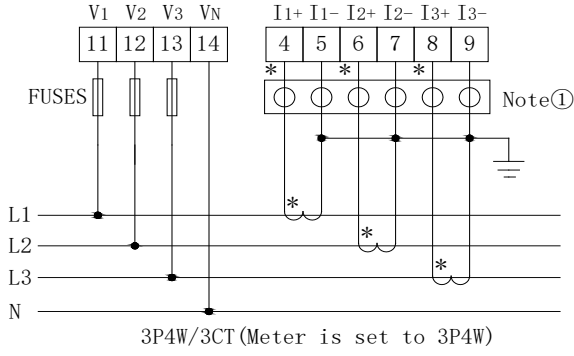 V1 V2 V3 VN I1+ I1- I2+ I2- I3+ I3-
11 12 13 14 4 5 6 7 8 9
* * *
FUSES Note①
*
L1
*
L2
*
L3
N
3P4W/3CT(Meter is set to 3P4W)